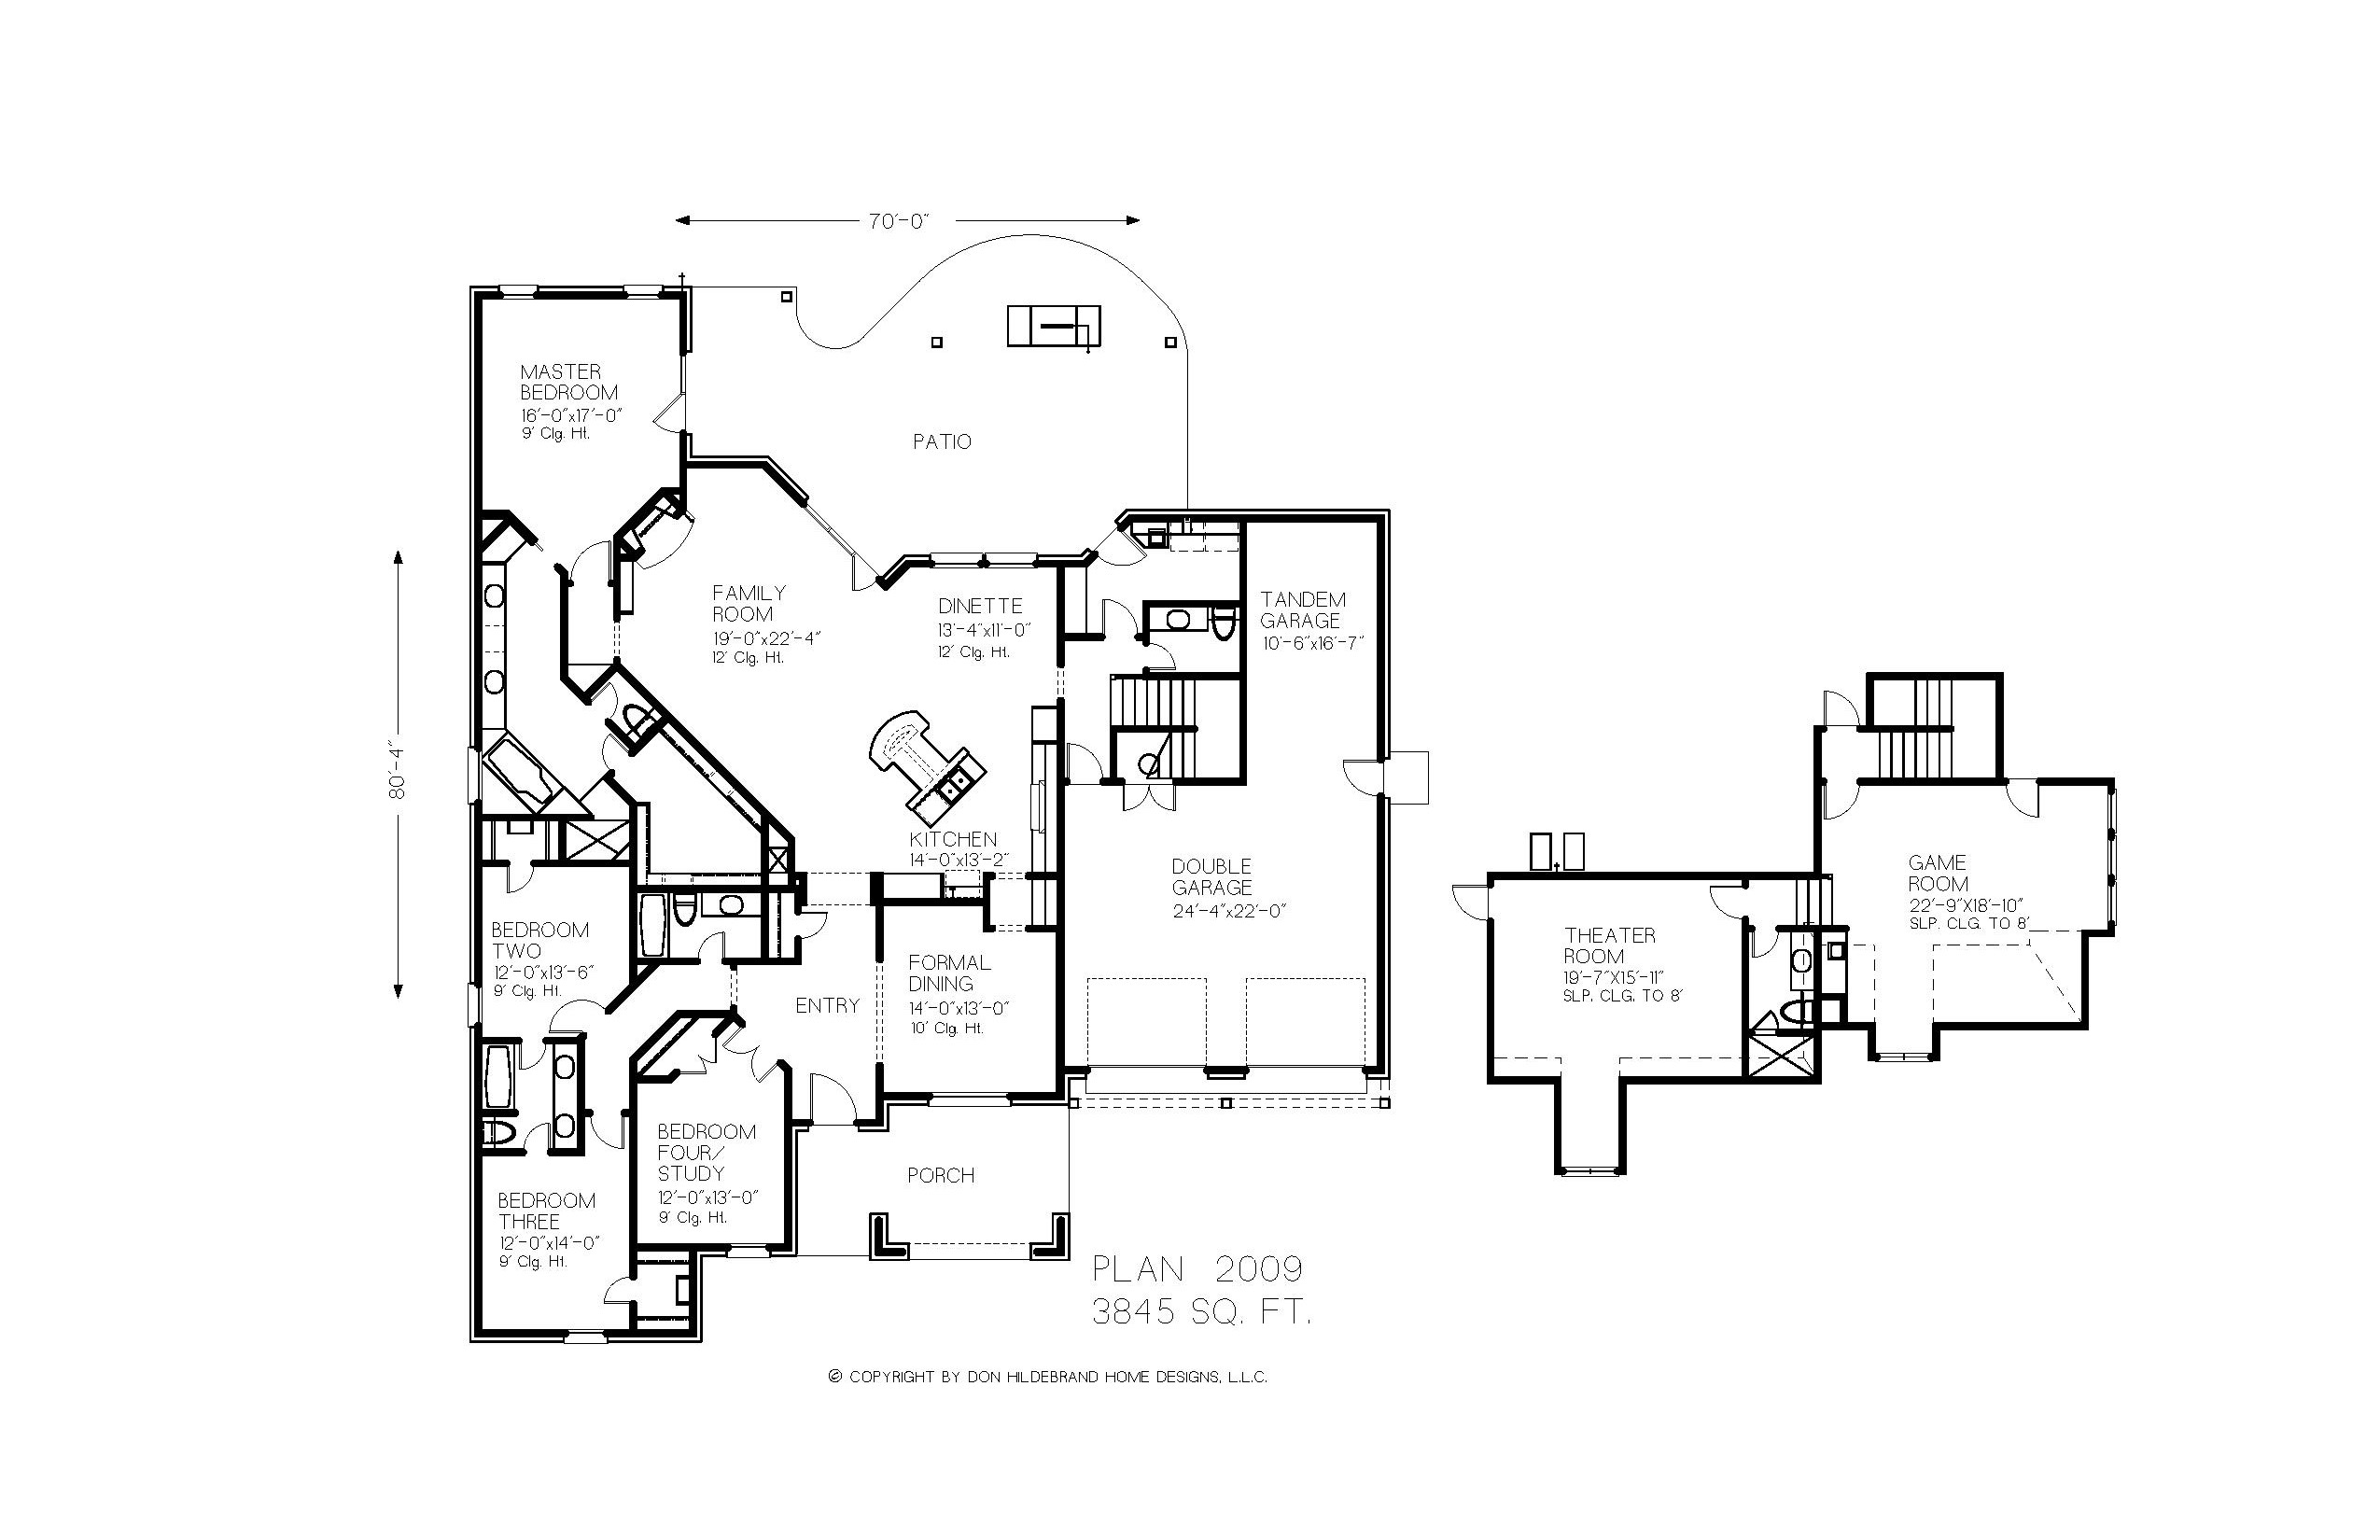 70'-0"
80'-4"
MASTER
BEDROOM
16'-0"x17'-0"
9' Clg. Ht.
PATIO
FAMILY
ROOM
19'-0"x22'-4"
12' Clg. Ht.
DINETTE
13'-4"x11'-0"
12' Clg. Ht.
TANDEM
GARAGE
10'-6"x16'-7"
KITCHEN
14'-0"x13'-2"
DOUBLE
GARAGE
24'-4"x22'-0"
BEDROOM
TWO
12'-0"x13'-6"
9' Clg. Ht.
ENTRY
FORMAL
DINING
14'-0"x13'-0"
10' Clg. Ht.
BEDROOM
FOUR/
STUDY
12'-0"x13'-0"
9' Clg. Ht.
PORCH
BEDROOM
THREE
12'-0"x14'-0"
9' Clg. Ht.
GAME
ROOM
22'-9"X18'-10"
SLP. CLG. TO 8'
THEATER
ROOM
19'-7"X15'-11"
SLP. CLG. TO 8'
PLAN 2009
3845 SQ. FT.
© COPYRIGHT BY DON HILDEBRAND HOME DESIGNS, L.L.C.